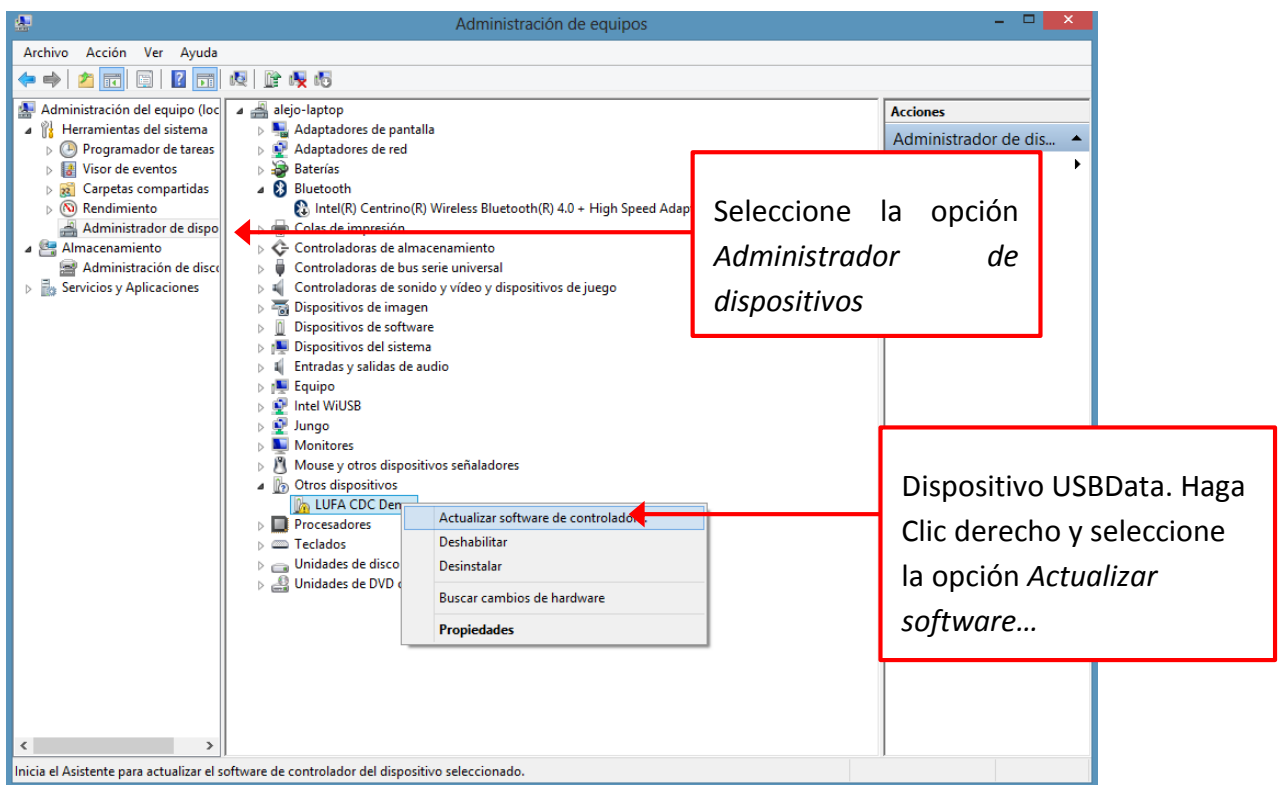 Administración de equipos
Archivo Acción Ver Ayuda
Administración del equipo (loc
Herramientas del sistema
Programador de tareas
Visor de eventos
Carpetas compartidas
Rendimiento
Administrador de dispo
Almacenamiento
Administración de disco
Servicios y Aplicaciones
alejo-laptop
Adaptadores de pantalla
Adaptadores de red
Baterías
Bluetooth
Intel(R) Centrino(R) Wireless Bluetooth(R) 4.0 + High Speed Adap
Colas de impresión
Controladoras de almacenamiento
Controladoras de bus serie universal
Controladoras de sonido y vídeo y dispositivos de juego
Dispositivos de imagen
Dispositivos de software
Dispositivos del sistema
Entradas y salidas de audio
Equipo
Intel WiUSB
Jungo
Monitores
Mouse y otros dispositivos señaladores
Otros dispositivos
LUFA CDC Dem
Procesadores
Teclados
Unidades de disco
Unidades de DVD
Actualizar software de controlador...
Deshabilitar
Desinstalar
Buscar cambios de hardware
Propiedades
Acciones
Administrador de dis...
Seleccione la opción
Administrador de
dispositivos
Dispositivo USBData. Haga
Clic derecho y seleccione
la opción Actualizar
software…
Inicia el Asistente para actualizar el software de controlador del dispositivo seleccionado.